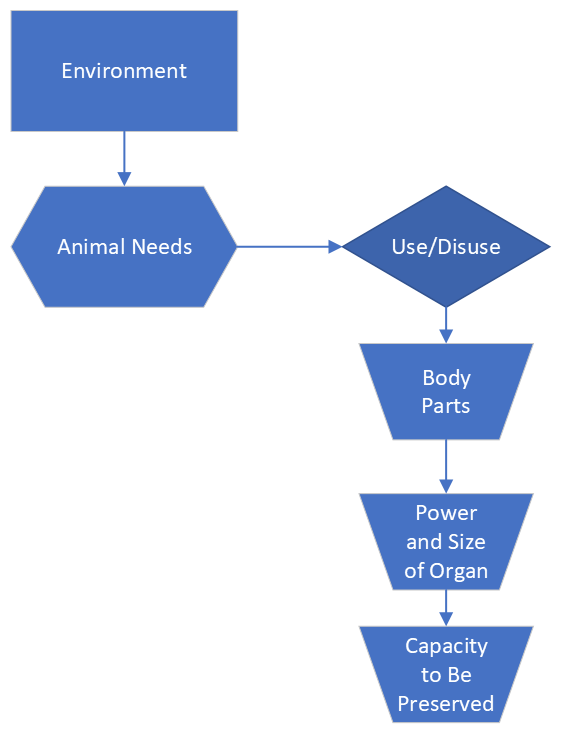 Environment
Animal Needs
Use/Disuse
Body
Parts
Power
and Size
of Organ
Capacity
to Be
Preserved